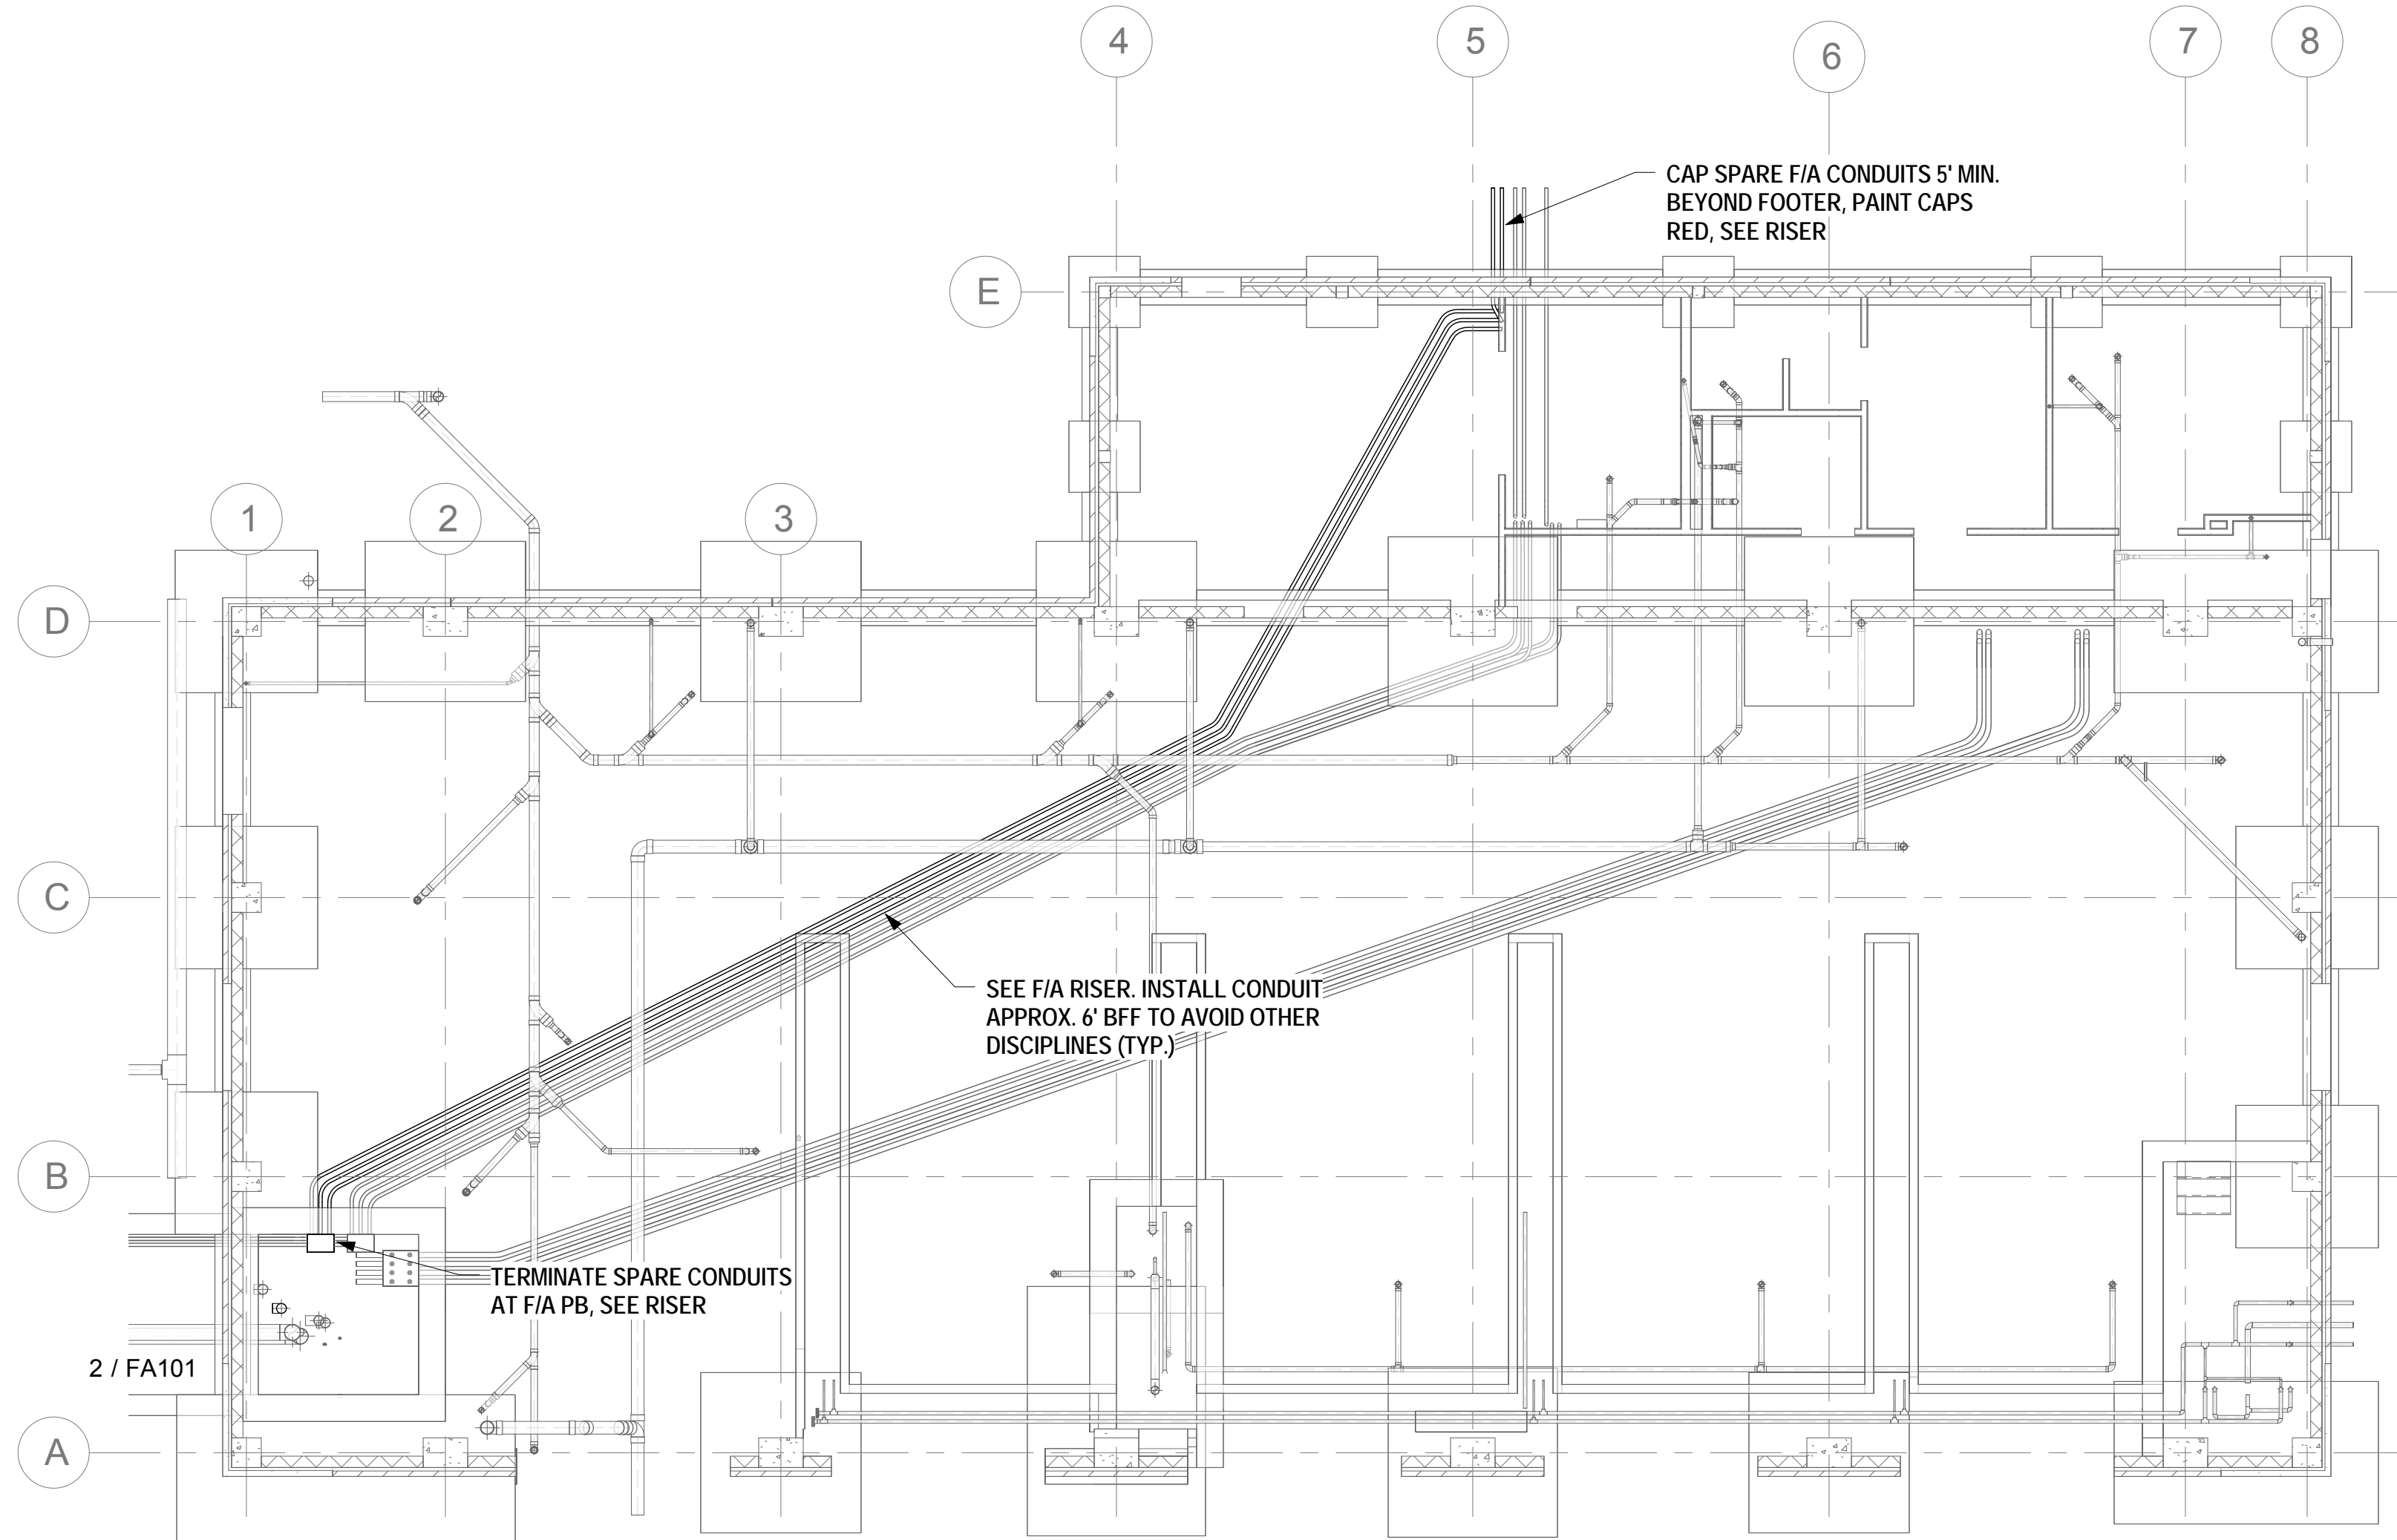 4
5
6
7
8
CAP SPARE F/A CONDUITS 5' MIN.
BEYOND FOOTER, PAINT CAPS
RED, SEE RISER
E
1
2
3
D
C
SEE F/A RISER. INSTALL CONDUIT
APPROX. 6' BFF TO AVOID OTHER
DISCIPLINES (TYP.)
B
TERMINATE SPARE CONDUITS
AT F/A PB, SEE RISER
2 / FA101
A